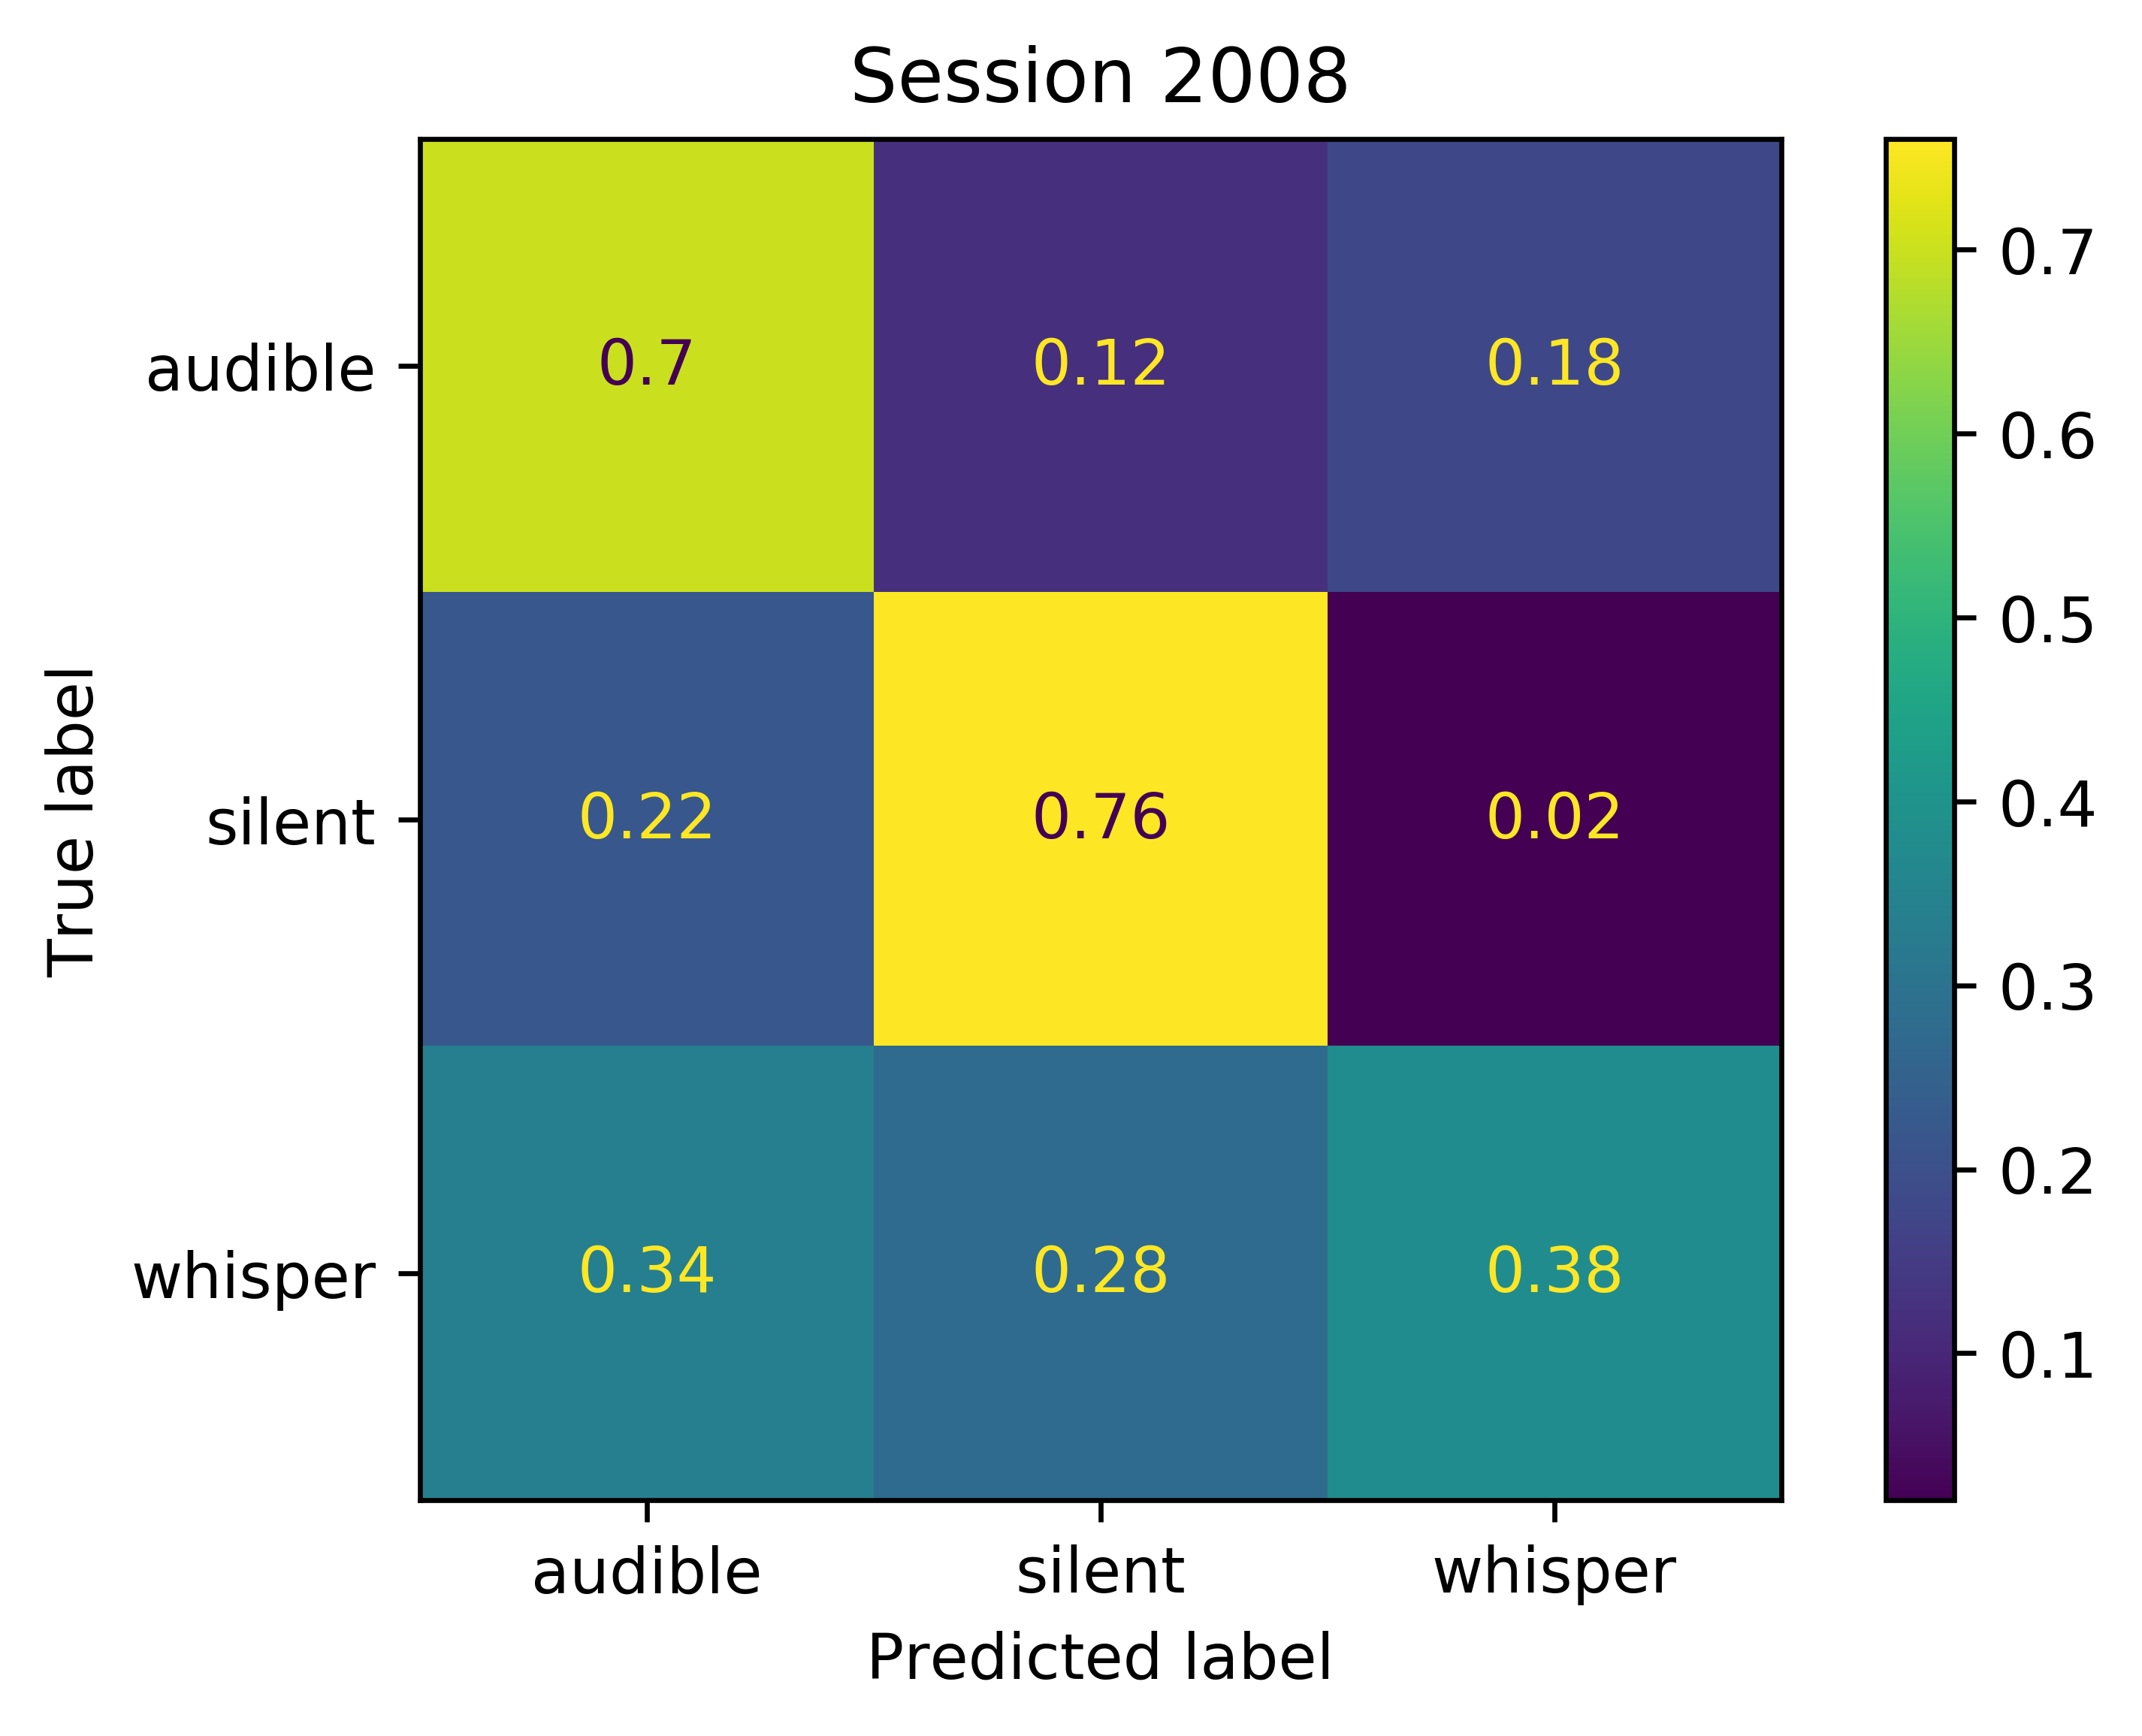 Session 2008
True label
audible
0.7 0.12 0.18
silent
0.22 0.76 0.02
whisper
0.34 0.28 0.38
audible silent whisper
Predicted label
0.7
0.6
0.5
0.4
0.3
0.2
0.1